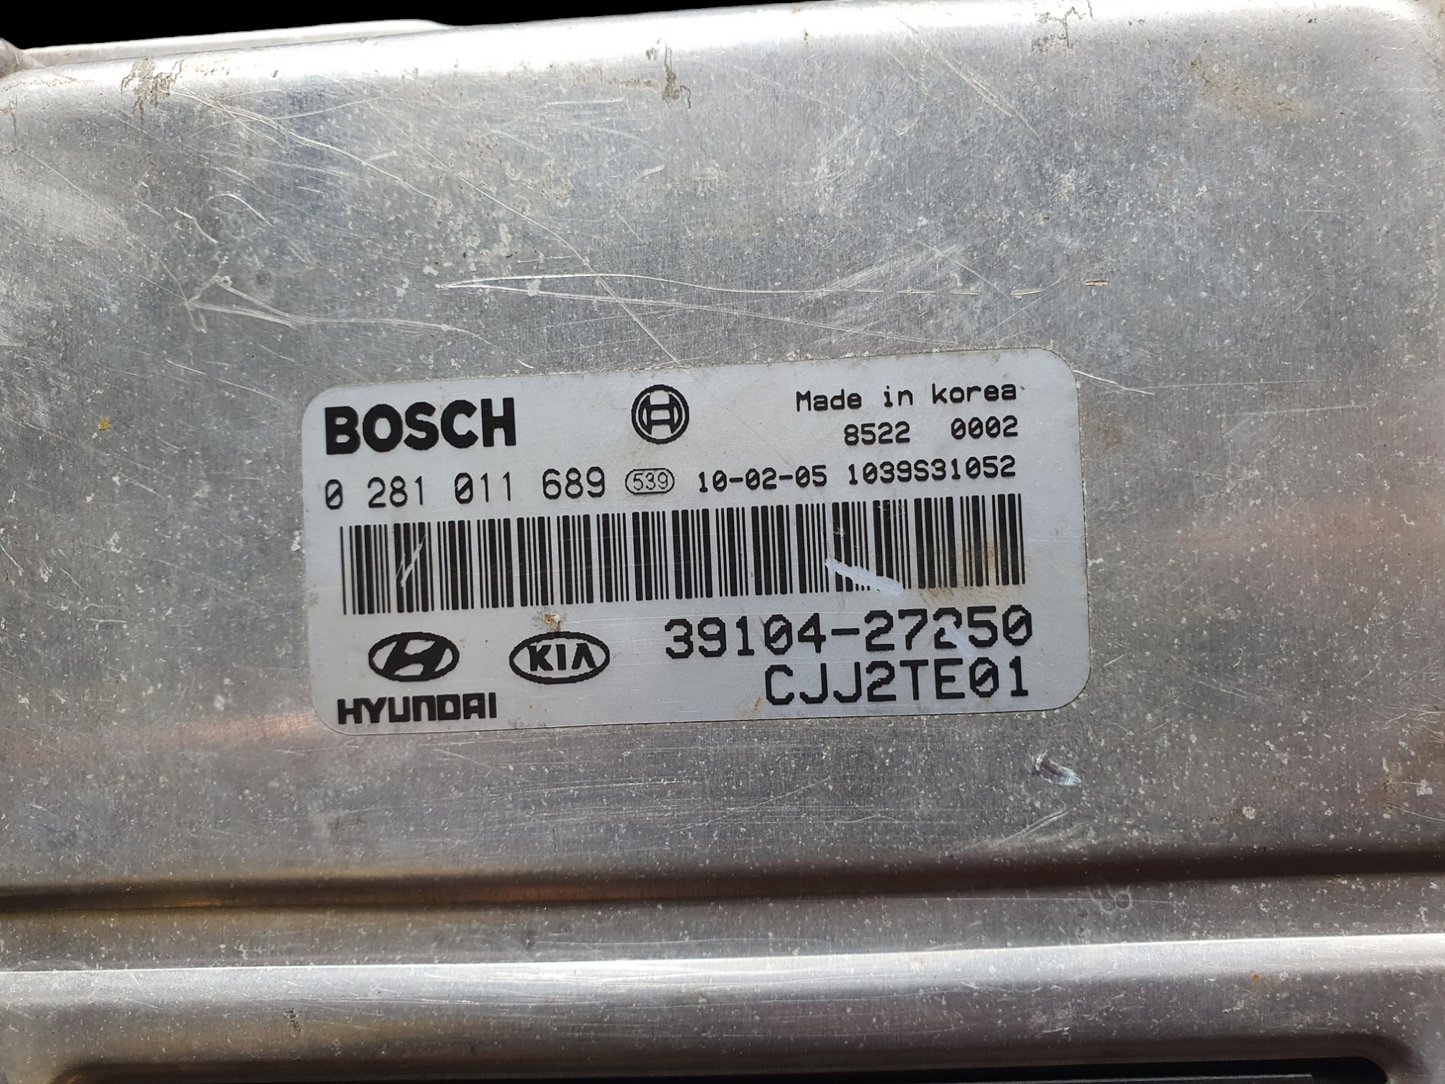 BOSCH
Made in korea
8522 0002
0 281 011 689 539 10-02-05 1039S31052
39104-27250
KIA
CJJ2TE01
HYUNDAI